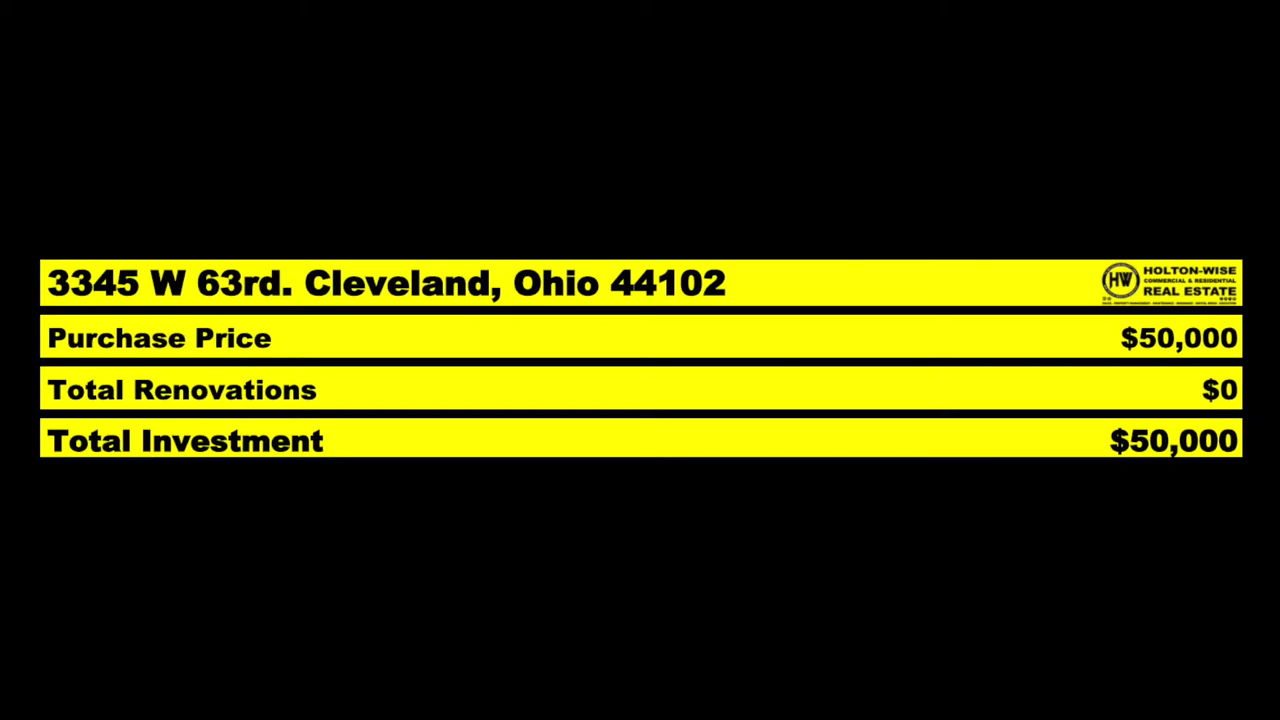 3345 W 63rd. Cleveland, Ohio 44102
HW
HOLTON-WISE
COMMERCIAL & RESIDENTIAL
REAL ESTATE
Purchase Price $50,000
Total Renovations $0
Total Investment $50,000